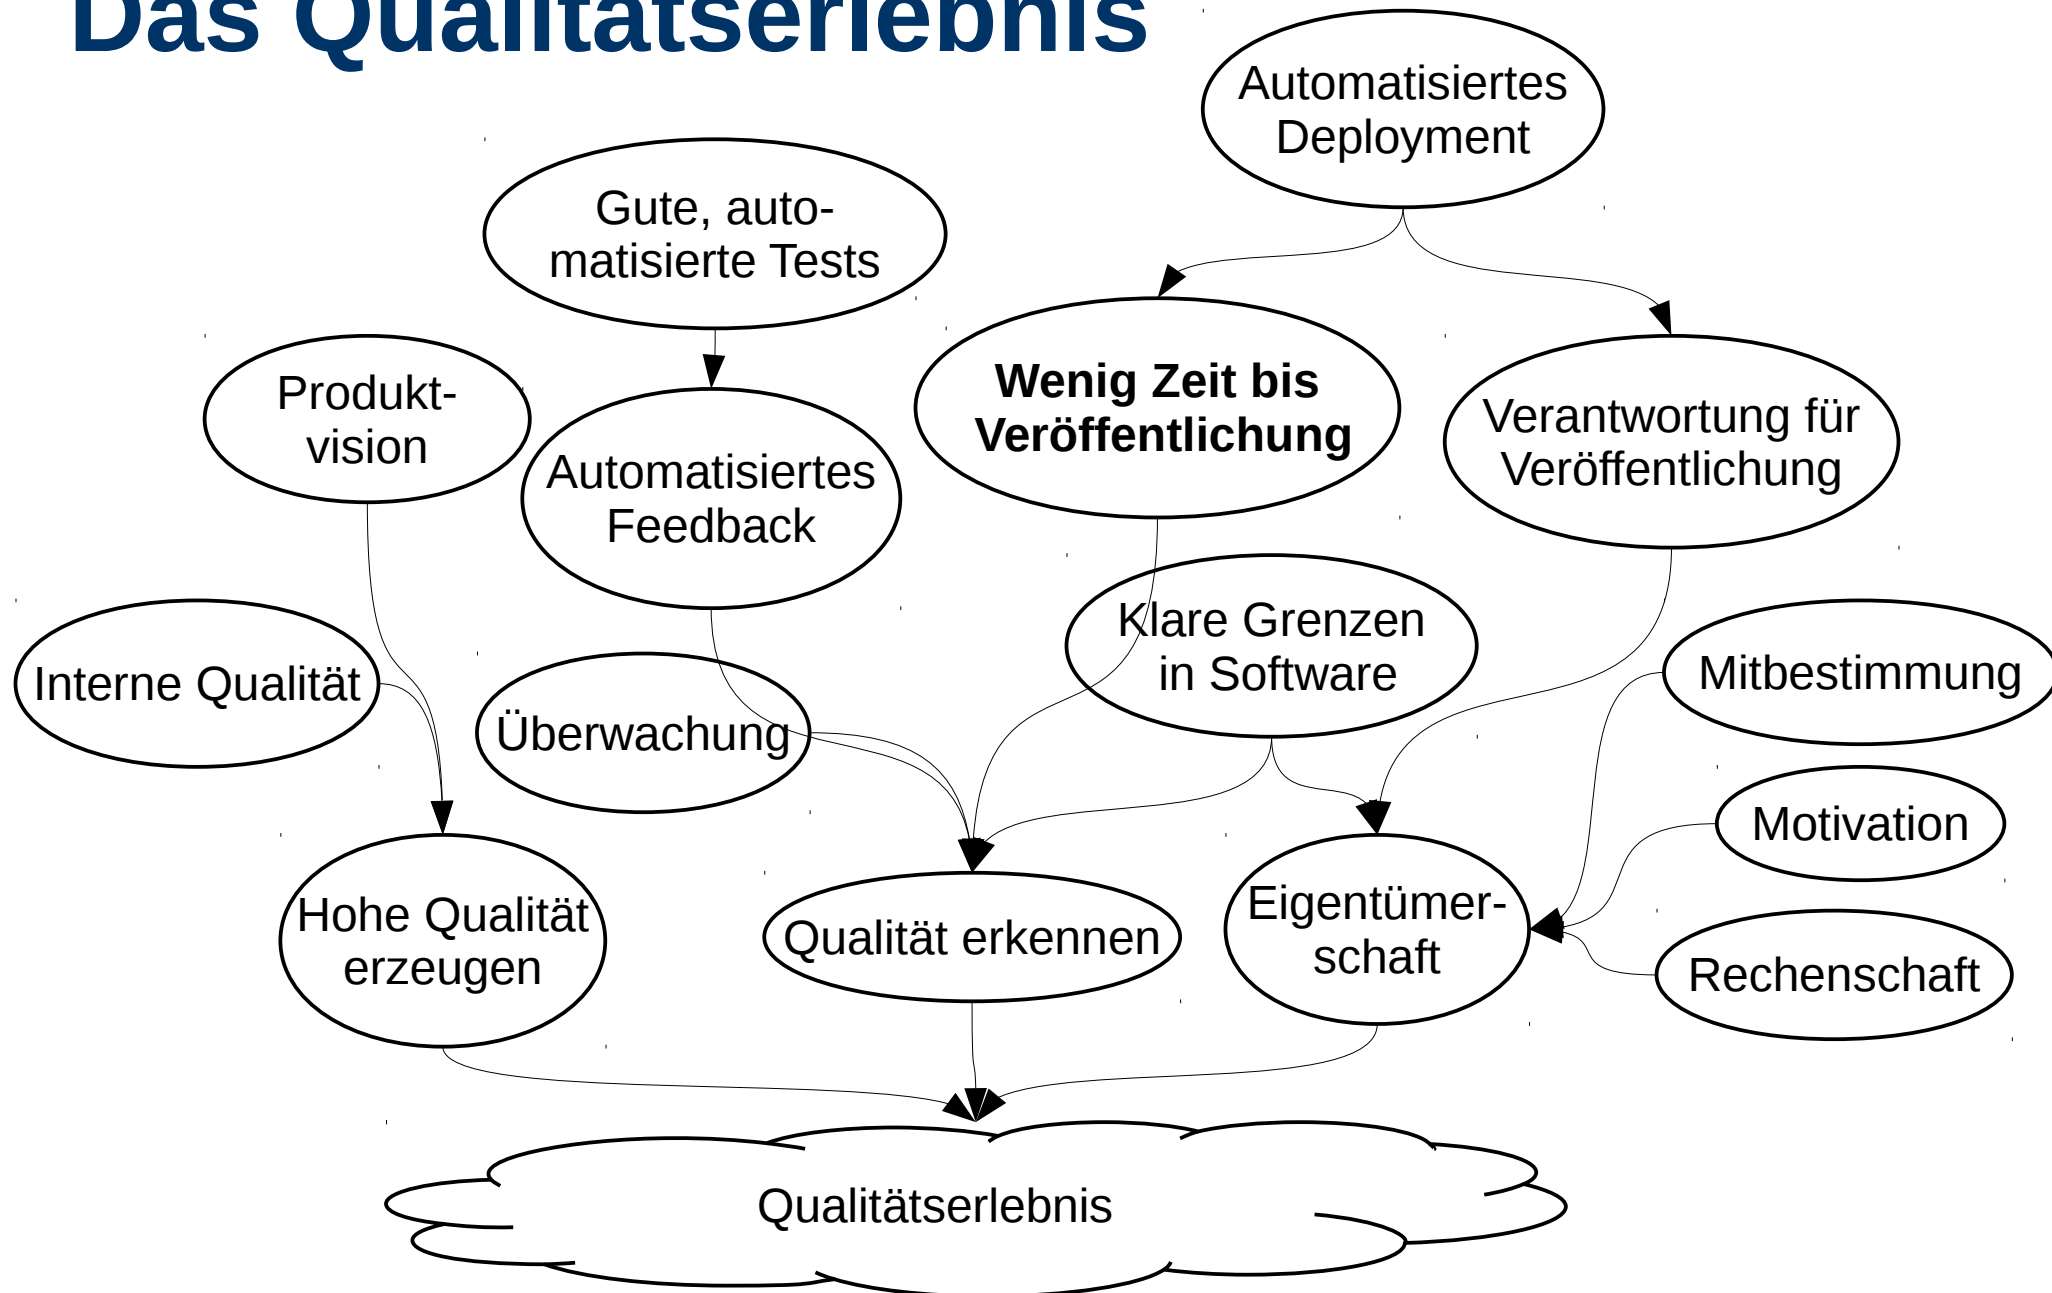 Das Qualitätserlebnis
Automatisiertes
Deployment
Gute, auto-
matisierte Tests
Produkt-
vision
Automatisiertes
Feedback
Wenig Zeit bis
Veröffentlichung
Verantwortung für
Veröffentlichung
Interne Qualität
Überwachung
Klare Grenzen
in Software
Mitbestimmung
Motivation
Hohe Qualität
erzeugen
Qualität erkennen
Eigentümer-
schaft
Rechenschaft
Qualitätserlebnis